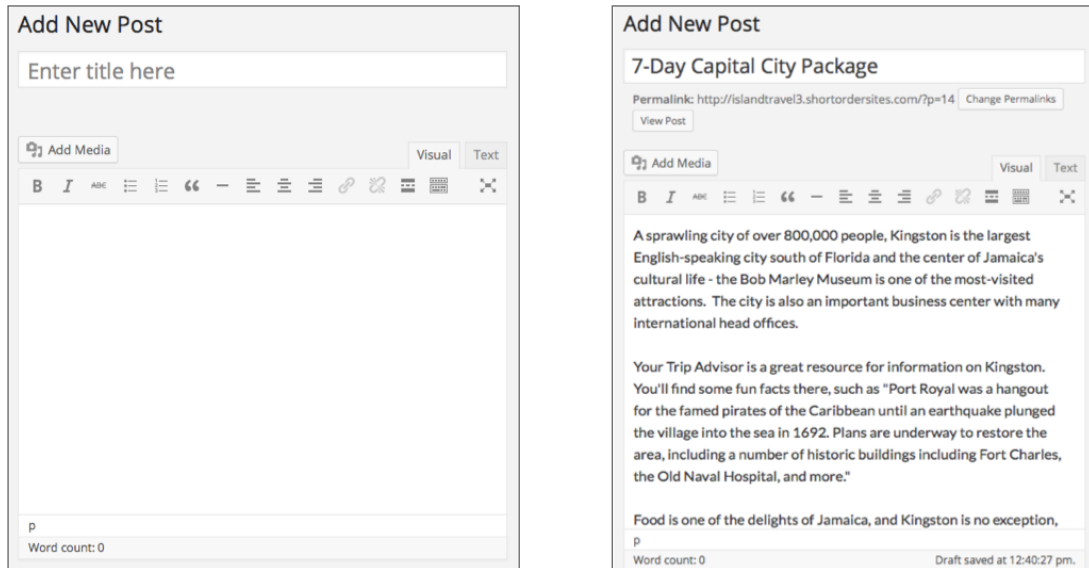 Add New Post
Enter title here
Add Media
Visual Text
B I ABC
p
Word count: 0
Add New Post
7-Day Capital City Package
Permalink: http://islandtravel3.shortordersites.com/?p=14 Change Permalinks
View Post
Add Media
Visual Text
B I ABC
A sprawling city of over 800,000 people, Kingston is the largest
English-speaking city south of Florida and the center of Jamaica's
cultural life - the Bob Marley Museum is one of the most-visited
attractions. The city is also an important business center with many
international head offices.
Your Trip Advisor is a great resource for information on Kingston.
You'll find some fun facts there, such as "Port Royal was a hangout
for the famed pirates of the Caribbean until an earthquake plunged
the village into the sea in 1692. Plans are underway to restore the
area, including a number of historic buildings including Fort Charles,
the Old Naval Hospital, and more."
Food is one of the delights of Jamaica, and Kingston is no exception,
p
Word count: 0 Draft saved at 12:40:27 pm.